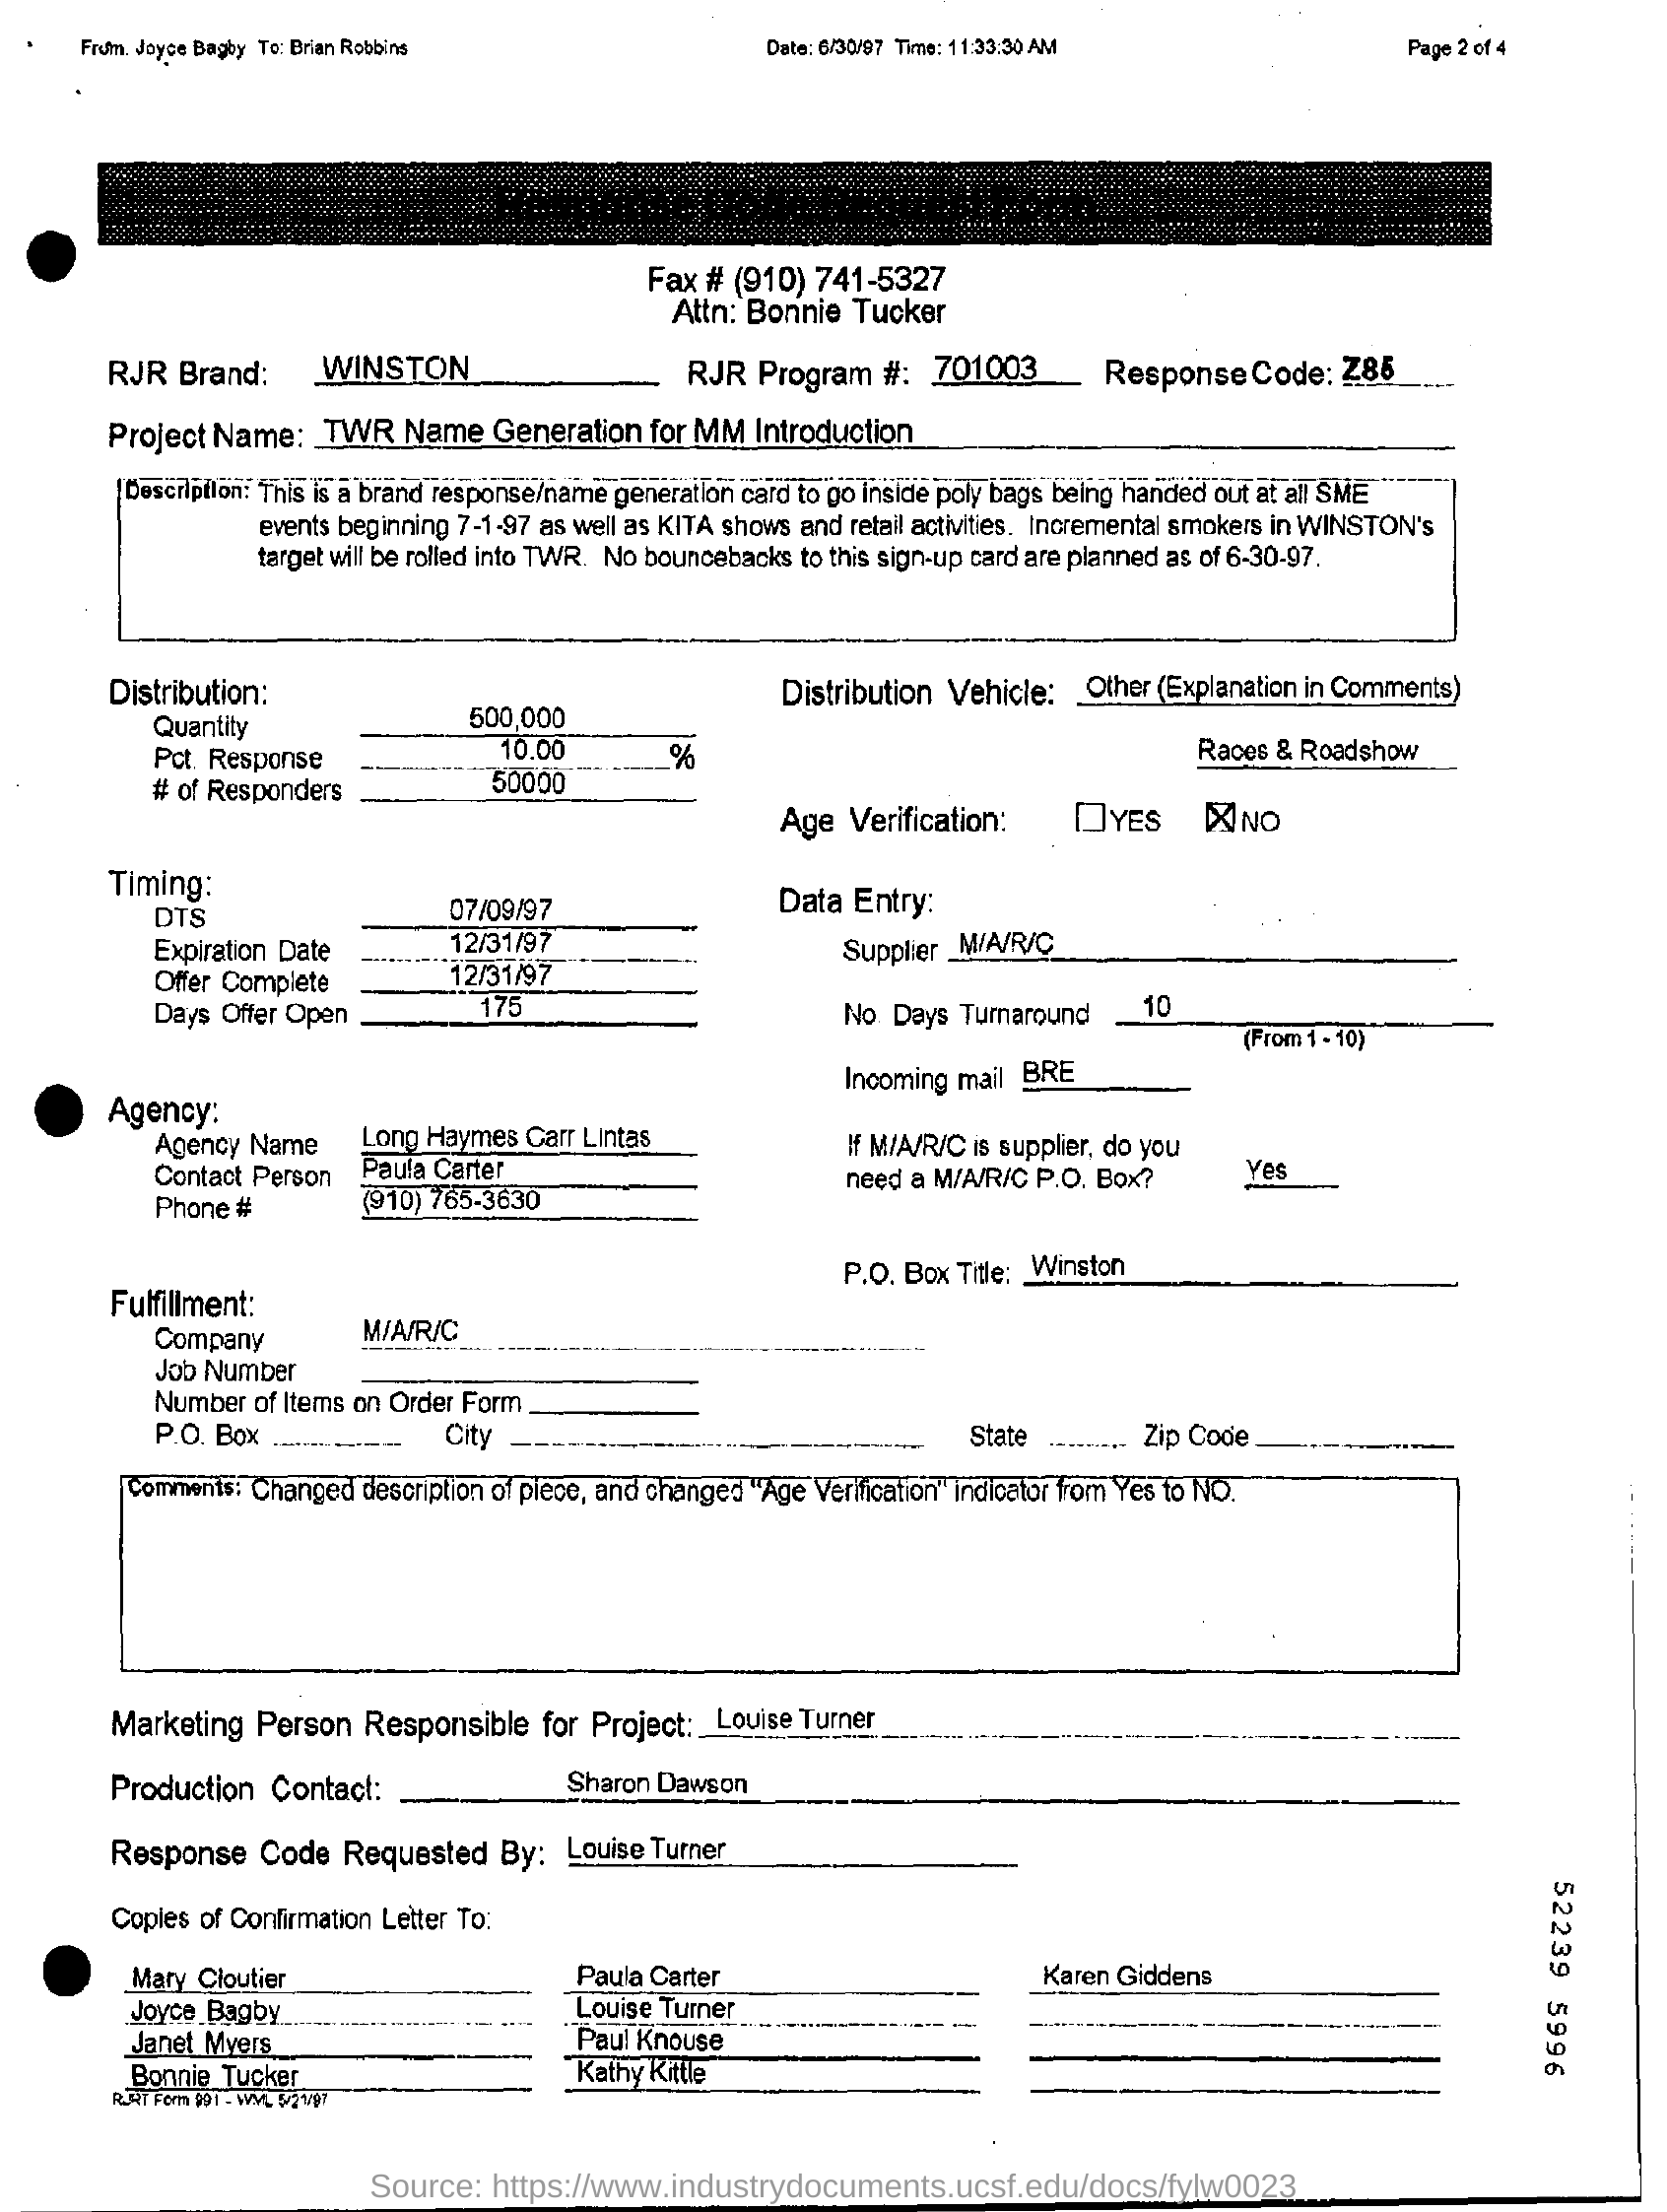 From. Joyce Bagby To: Brian Robbins Date: 6/30/97 Time: 11:33:30 AM Page 2 of 4
Fax # (910) 741-5327
Attn: Bonnie Tucker
RJR Brand: WINSTON RJR Program #: 701003 Response Code: Z85
Project Name: TWR Name Generation for MM Introduction
Description: This is a brand response/name generation card to go inside poly bags being handed out at all SME
events beginning 7-1-97 as well as KITA shows and retail activities. Incremental smokers in WINSTON's
target will be rolled into TWR. No bouncebacks to this sign-up card are planned as of 6-30-97.
Distribution: Distribution Vehicle: Other (Explanation in Comments)
Quantity 500,000
Pct. Response 10.00 % Races & Roadshow
# of Responders 50000
Age Verification: YES NO
Timing:
DTS 07/09/97 Data Entry:
Expiration Date 12/31/97 Supplier M/A/R/C
Offer Complete 12/31/97
Days Offer Open 175 No. Days Turnaround 10
(From 1 - 10)
Incoming mail BRE
Agency:
Agency Name Long Haymes Carr Lintas If M/A/R/C is supplier, do you
Contact Person Paula Carter need a M/A/R/C P.O. Box? Yes
Phone # (910) 765-3630
P.O. Box Title: Winston
Fulfillment:
Company M/A/R/C
Job Number
Number of Items on Order Form
P.O. Box City State Zip Code
Comments: Changed description of piece, and changed "Age Verification" indicator from Yes to NO.
Marketing Person Responsible for Project: Louise Turner
Production Contact: Sharon Dawson
Response Code Requested By: Louise Turner
Copies of Confirmation Letter To:
Mary Cloutier Paula Carter Karen Giddens
Joyce Bagby Louise Turner
Janet Myers Paul Knouse
Bonnie Tucker Kathy Kittle
RJRT Form 991 - WML 5/21/97
52239 5996
Source: https://www.industrydocuments.ucsf.edu/docs/fylw0023